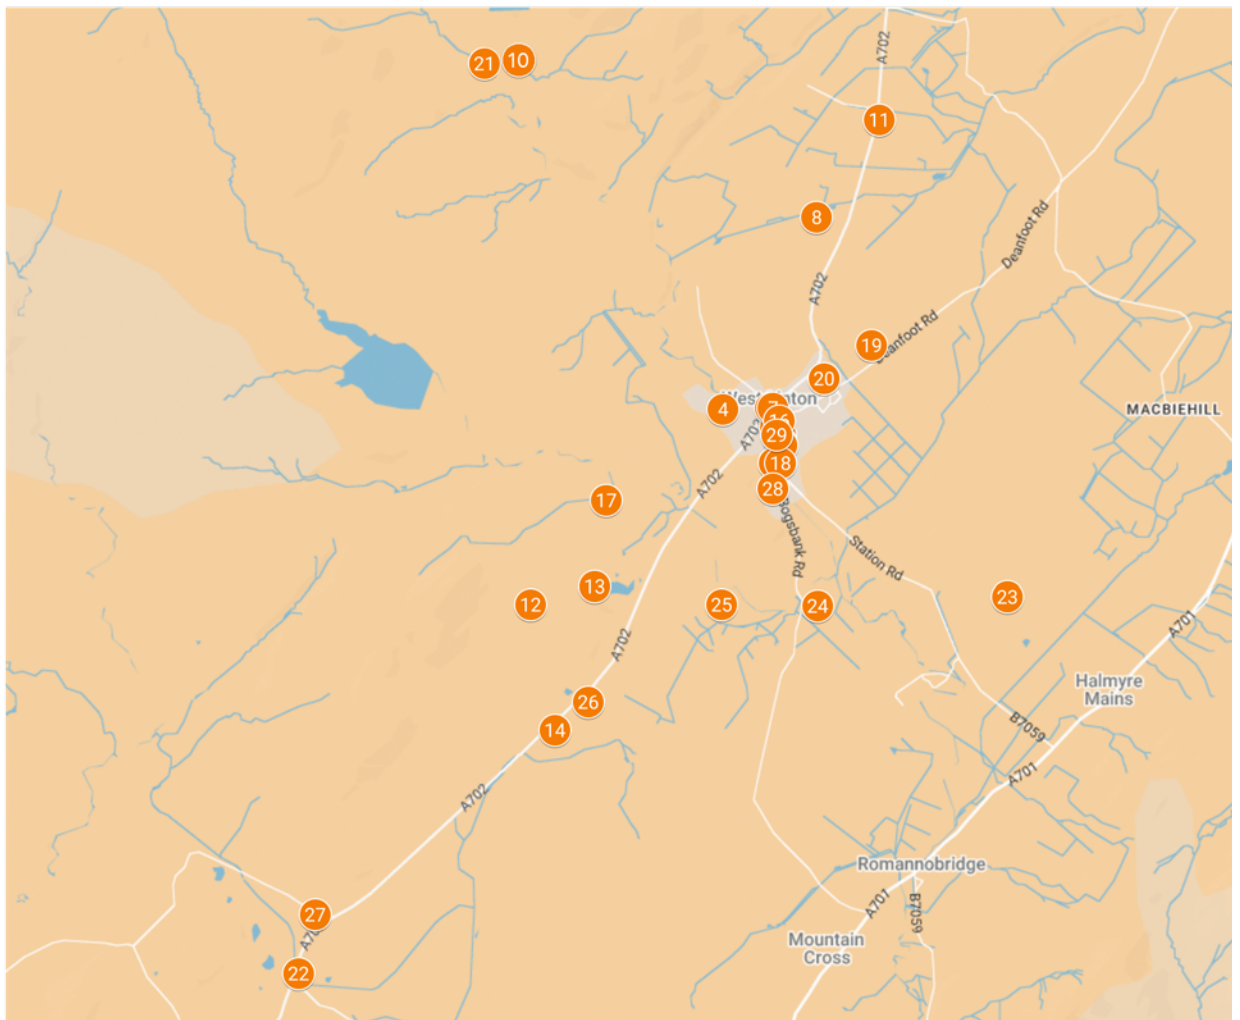 21
10
A702
11
8
Deanfoot Rd
A702
19
Deanfoot Rd
20
West Linton
4
7
MACBIEHILL
16
A702
29
18
A702
28
17
Bogsbank Rd
Station Rd
13
12
25
24
23
A701
A702
26
Halmyre
Mains
14
B7059
A701
A702
Romannobridge
27
A701
B7059
Mountain
Cross
22